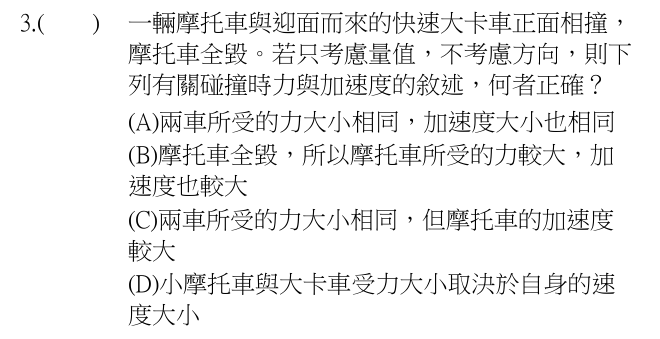 3.(　　) 一輛摩托車與迎面而來的快速大卡車正面相撞，
摩托車全毀。若只考慮量值，不考慮方向，則下
列有關碰撞時力與加速度的敘述，何者正確？
(A)兩車所受的力大小相同，加速度大小也相同
(B)摩托車全毀，所以摩托車所受的力較大，加
速度也較大
(C)兩車所受的力大小相同，但摩托車的加速度
較大
(D)小摩托車與大卡車受力大小取決於自身的速
度大小